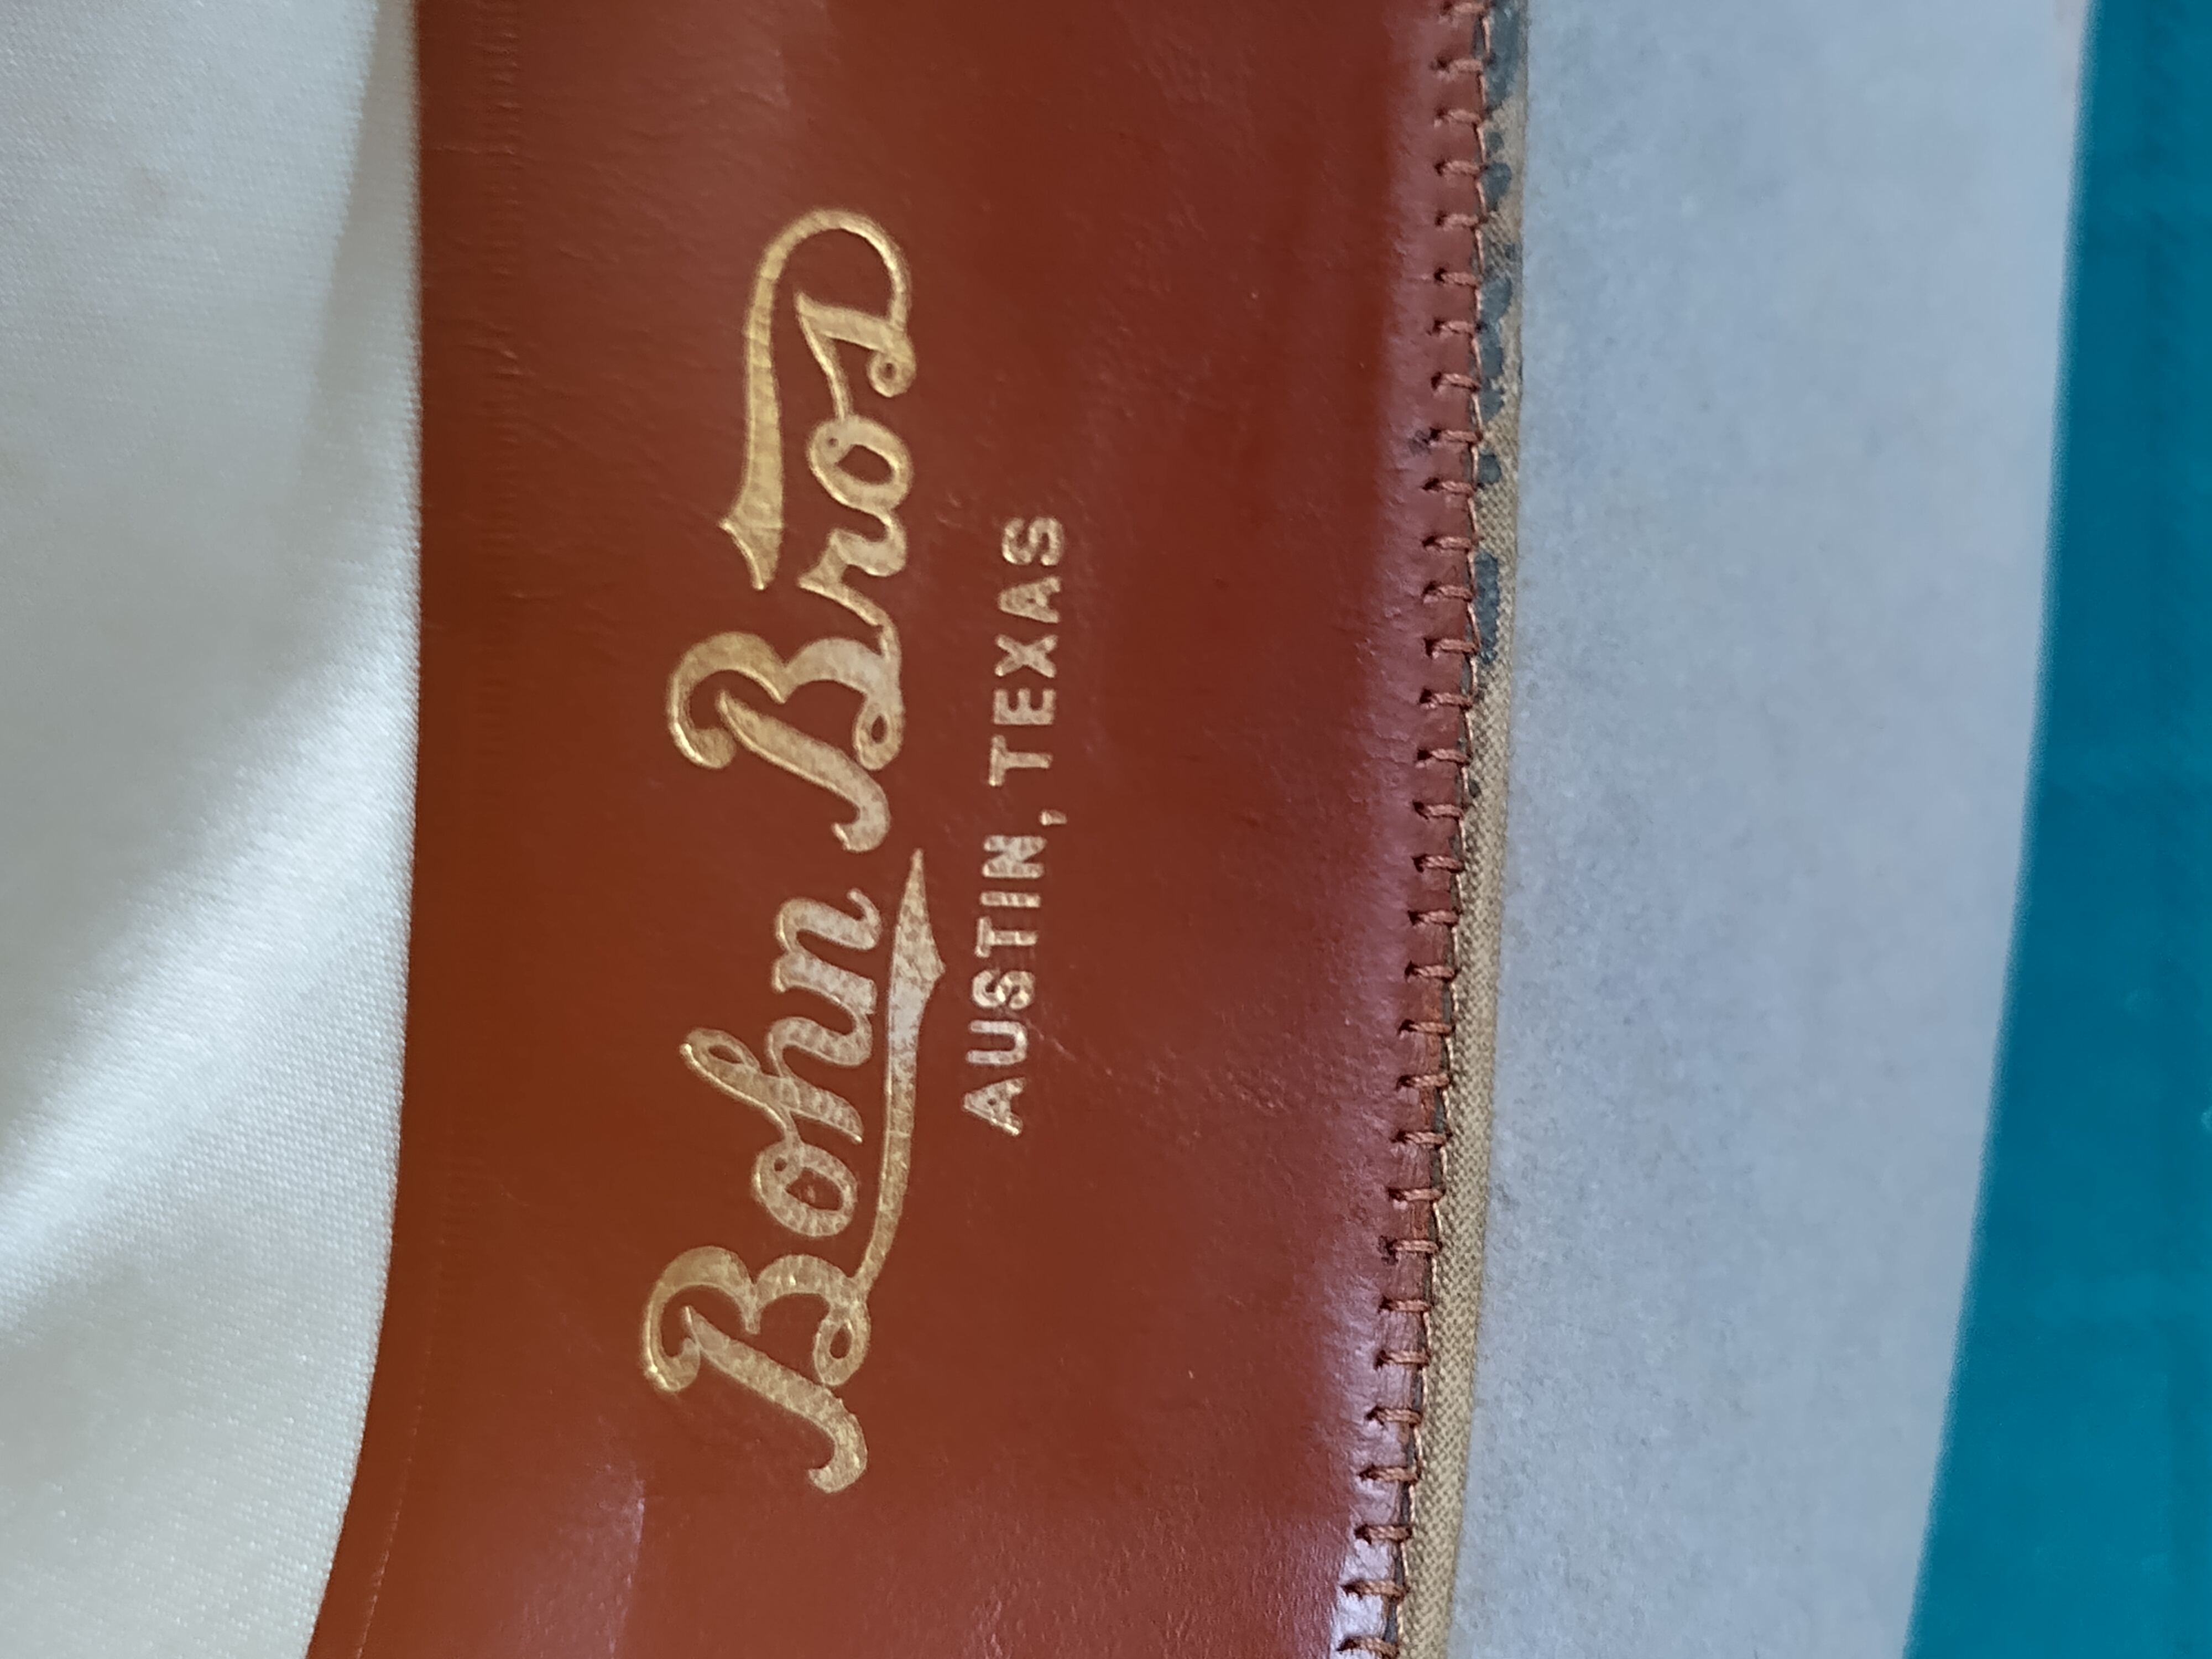 Bohn Bros
AUSTIN, TEXAS